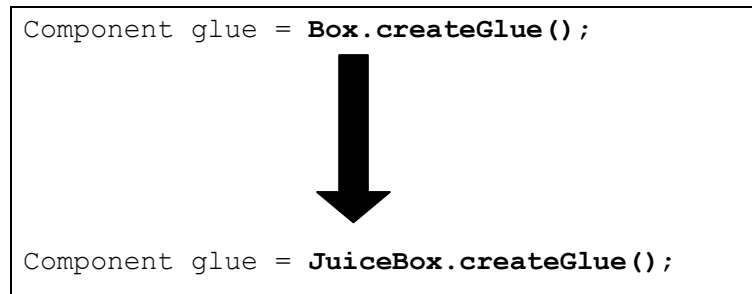 Component glue = Box.createGlue();
Component glue = JuiceBox.createGlue();